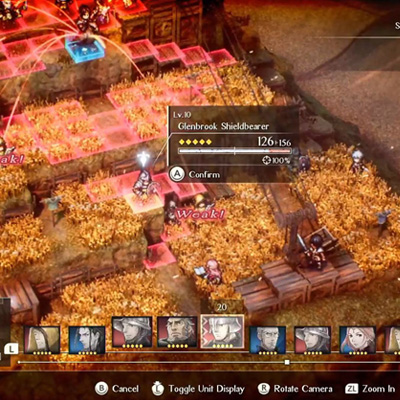 S
Lv.10
Glenbrook Shieldbearer
126/156
100%
A Confirm
eak!
Weak!
20
L
B Cancel L Toggle Unit Display R Rotate Camera ZL Zoom In